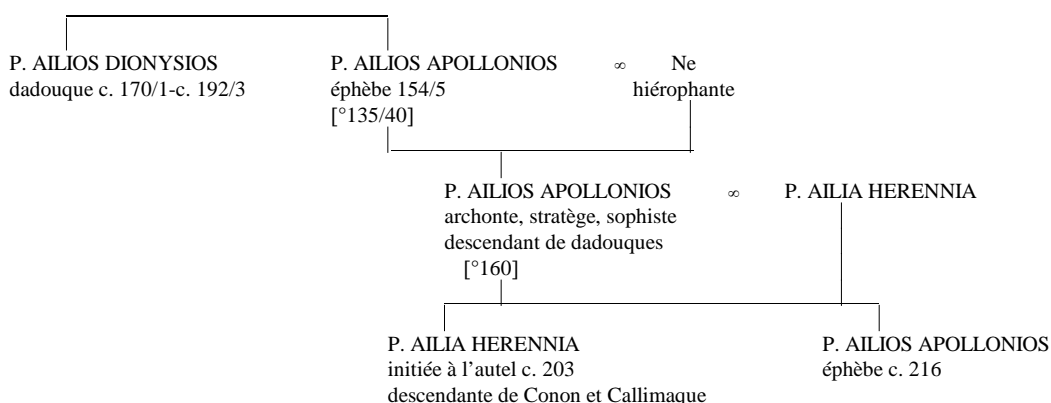 P. AILIOS DIONYSIOS P. AILIOS APOLLONIOS ∞ Ne
dadouque c. 170/1-c. 192/3 éphèbe 154/5 hiérophante
[°135/40]
P. AILIOS APOLLONIOS ∞ P. AILIA HERENNIA
archonte, stratège, sophiste
descendant de dadouques
[°160]
P. AILIA HERENNIA P. AILIOS APOLLONIOS
initiée à l'autel c. 203 éphèbe c. 216
descendante de Conon et Callimaque